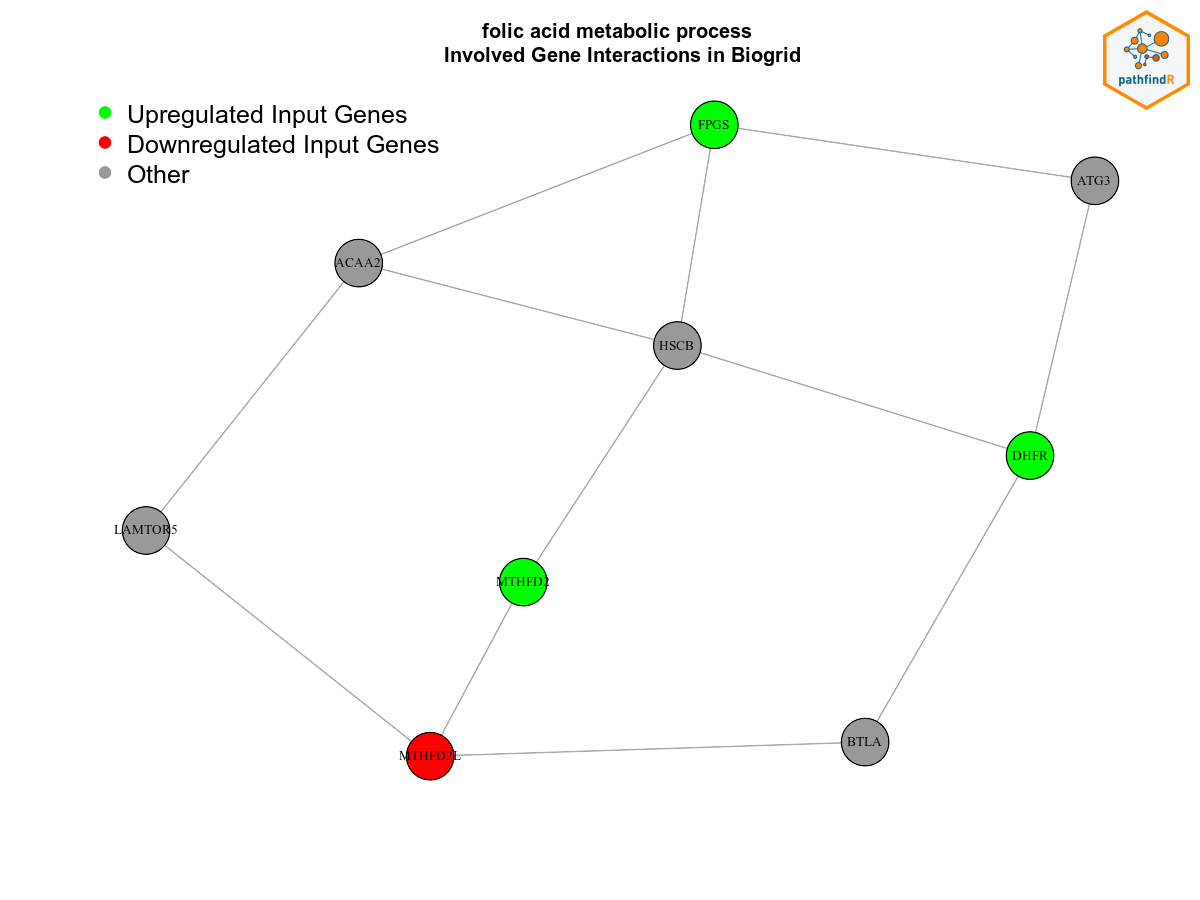 folic acid metabolic process
Involved Gene Interactions in Biogrid
pathfindR
Upregulated Input Genes
Downregulated Input Genes
Other
FPGS
ATG3
ACAA2
HSCB
DHFR
LAMTOR5
MTHFD2
BTLA
MTHFD2L